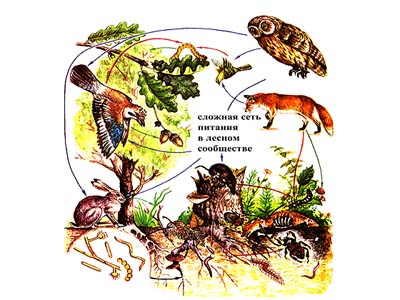 сложная сеть
питания
в лесном
сообществе